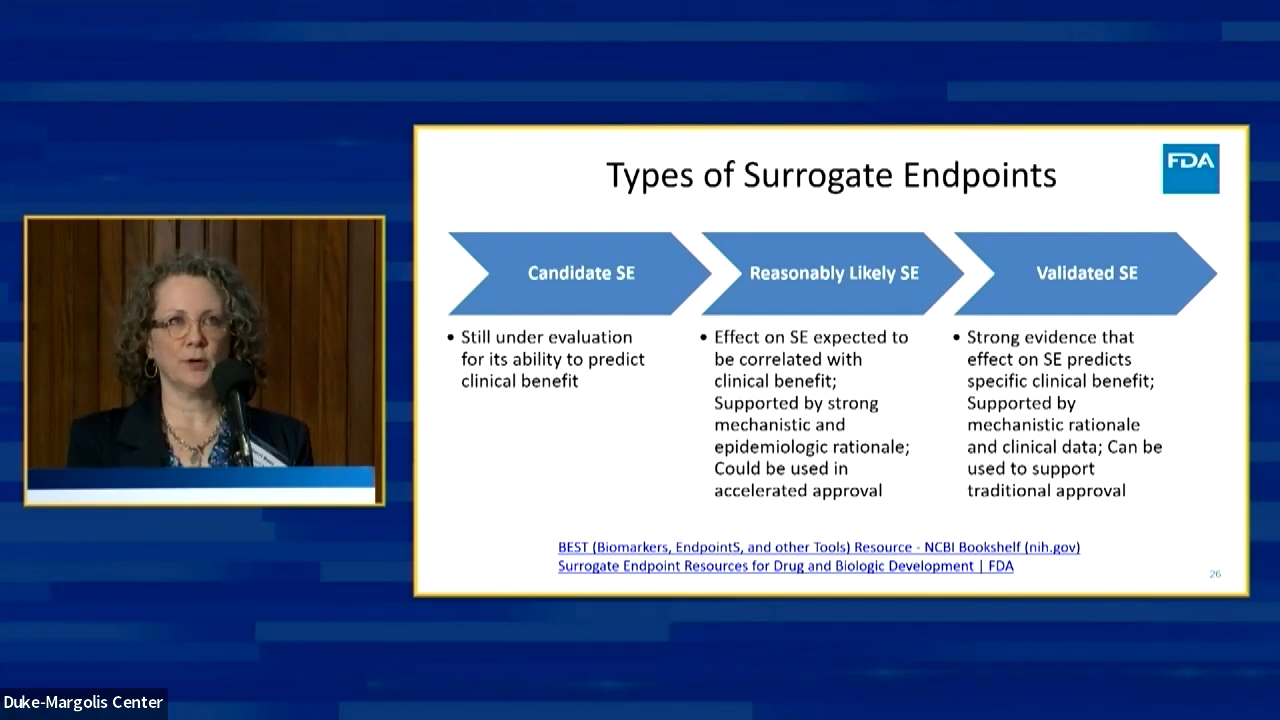 Types of Surrogate Endpoints
FDA
Candidate SE
Reasonably Likely SE
Validated SE
• Still under evaluation
for its ability to predict
clinical benefit
• Effect on SE expected to
be correlated with
clinical benefit;
Supported by strong
mechanistic and
epidemiologic rationale;
Could be used in
accelerated approval
• Strong evidence that
effect on SE predicts
specific clinical benefit;
Supported by
mechanistic rationale
and clinical data; Can be
used to support
traditional approval
BEST (Biomarkers, EndpointS, and other Tools) Resource - NCBI Bookshelf (nih.gov)
Surrogate Endpoint Resources for Drug and Biologic Development | FDA
26
Duke-Margolis Center